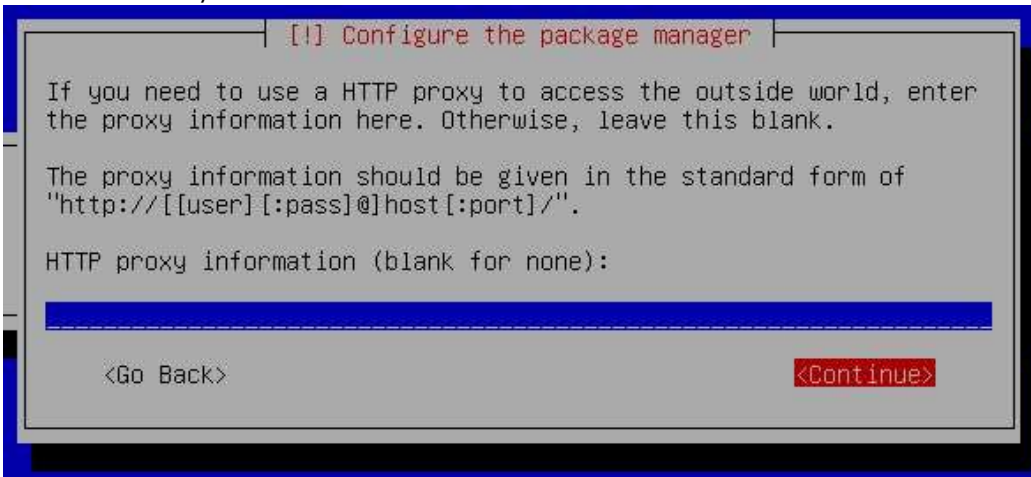 [!] Configure the package manager
If you need to use a HTTP proxy to access the outside world, enter
the proxy information here. Otherwise, leave this blank.
The proxy information should be given in the standard form of
"http://[[user][:pass]@]host[:port]/".
HTTP proxy information (blank for none):
<Go Back> <Continue>